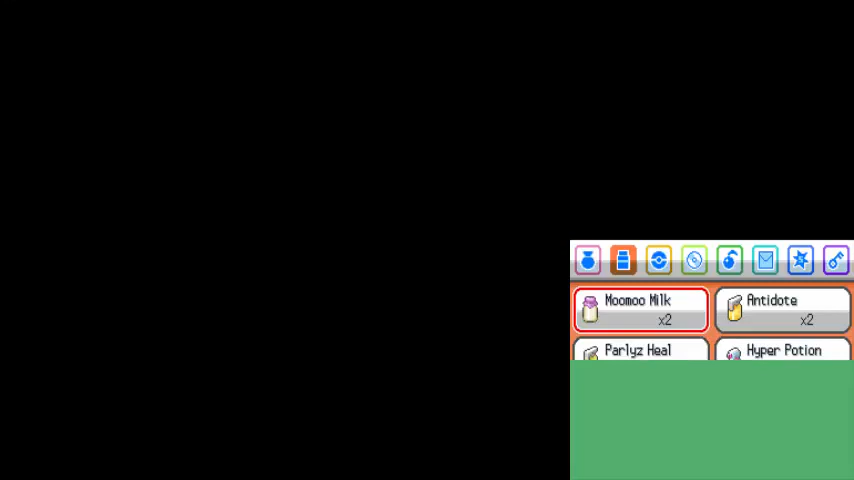 Moomoo Milk
x2
Antidote
x2
Parlyz Heal
Hyper Potion